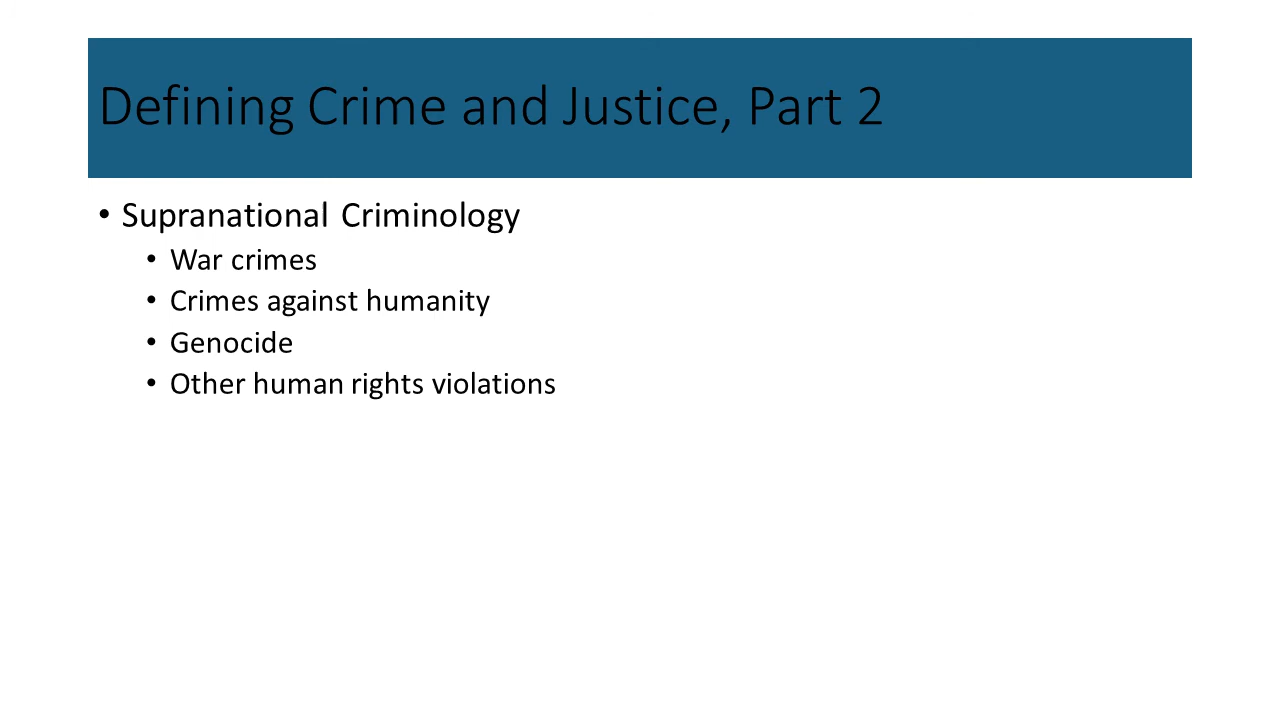 Defining Crime and Justice, Part 2
• Supranational Criminology
• War crimes
• Crimes against humanity
• Genocide
• Other human rights violations